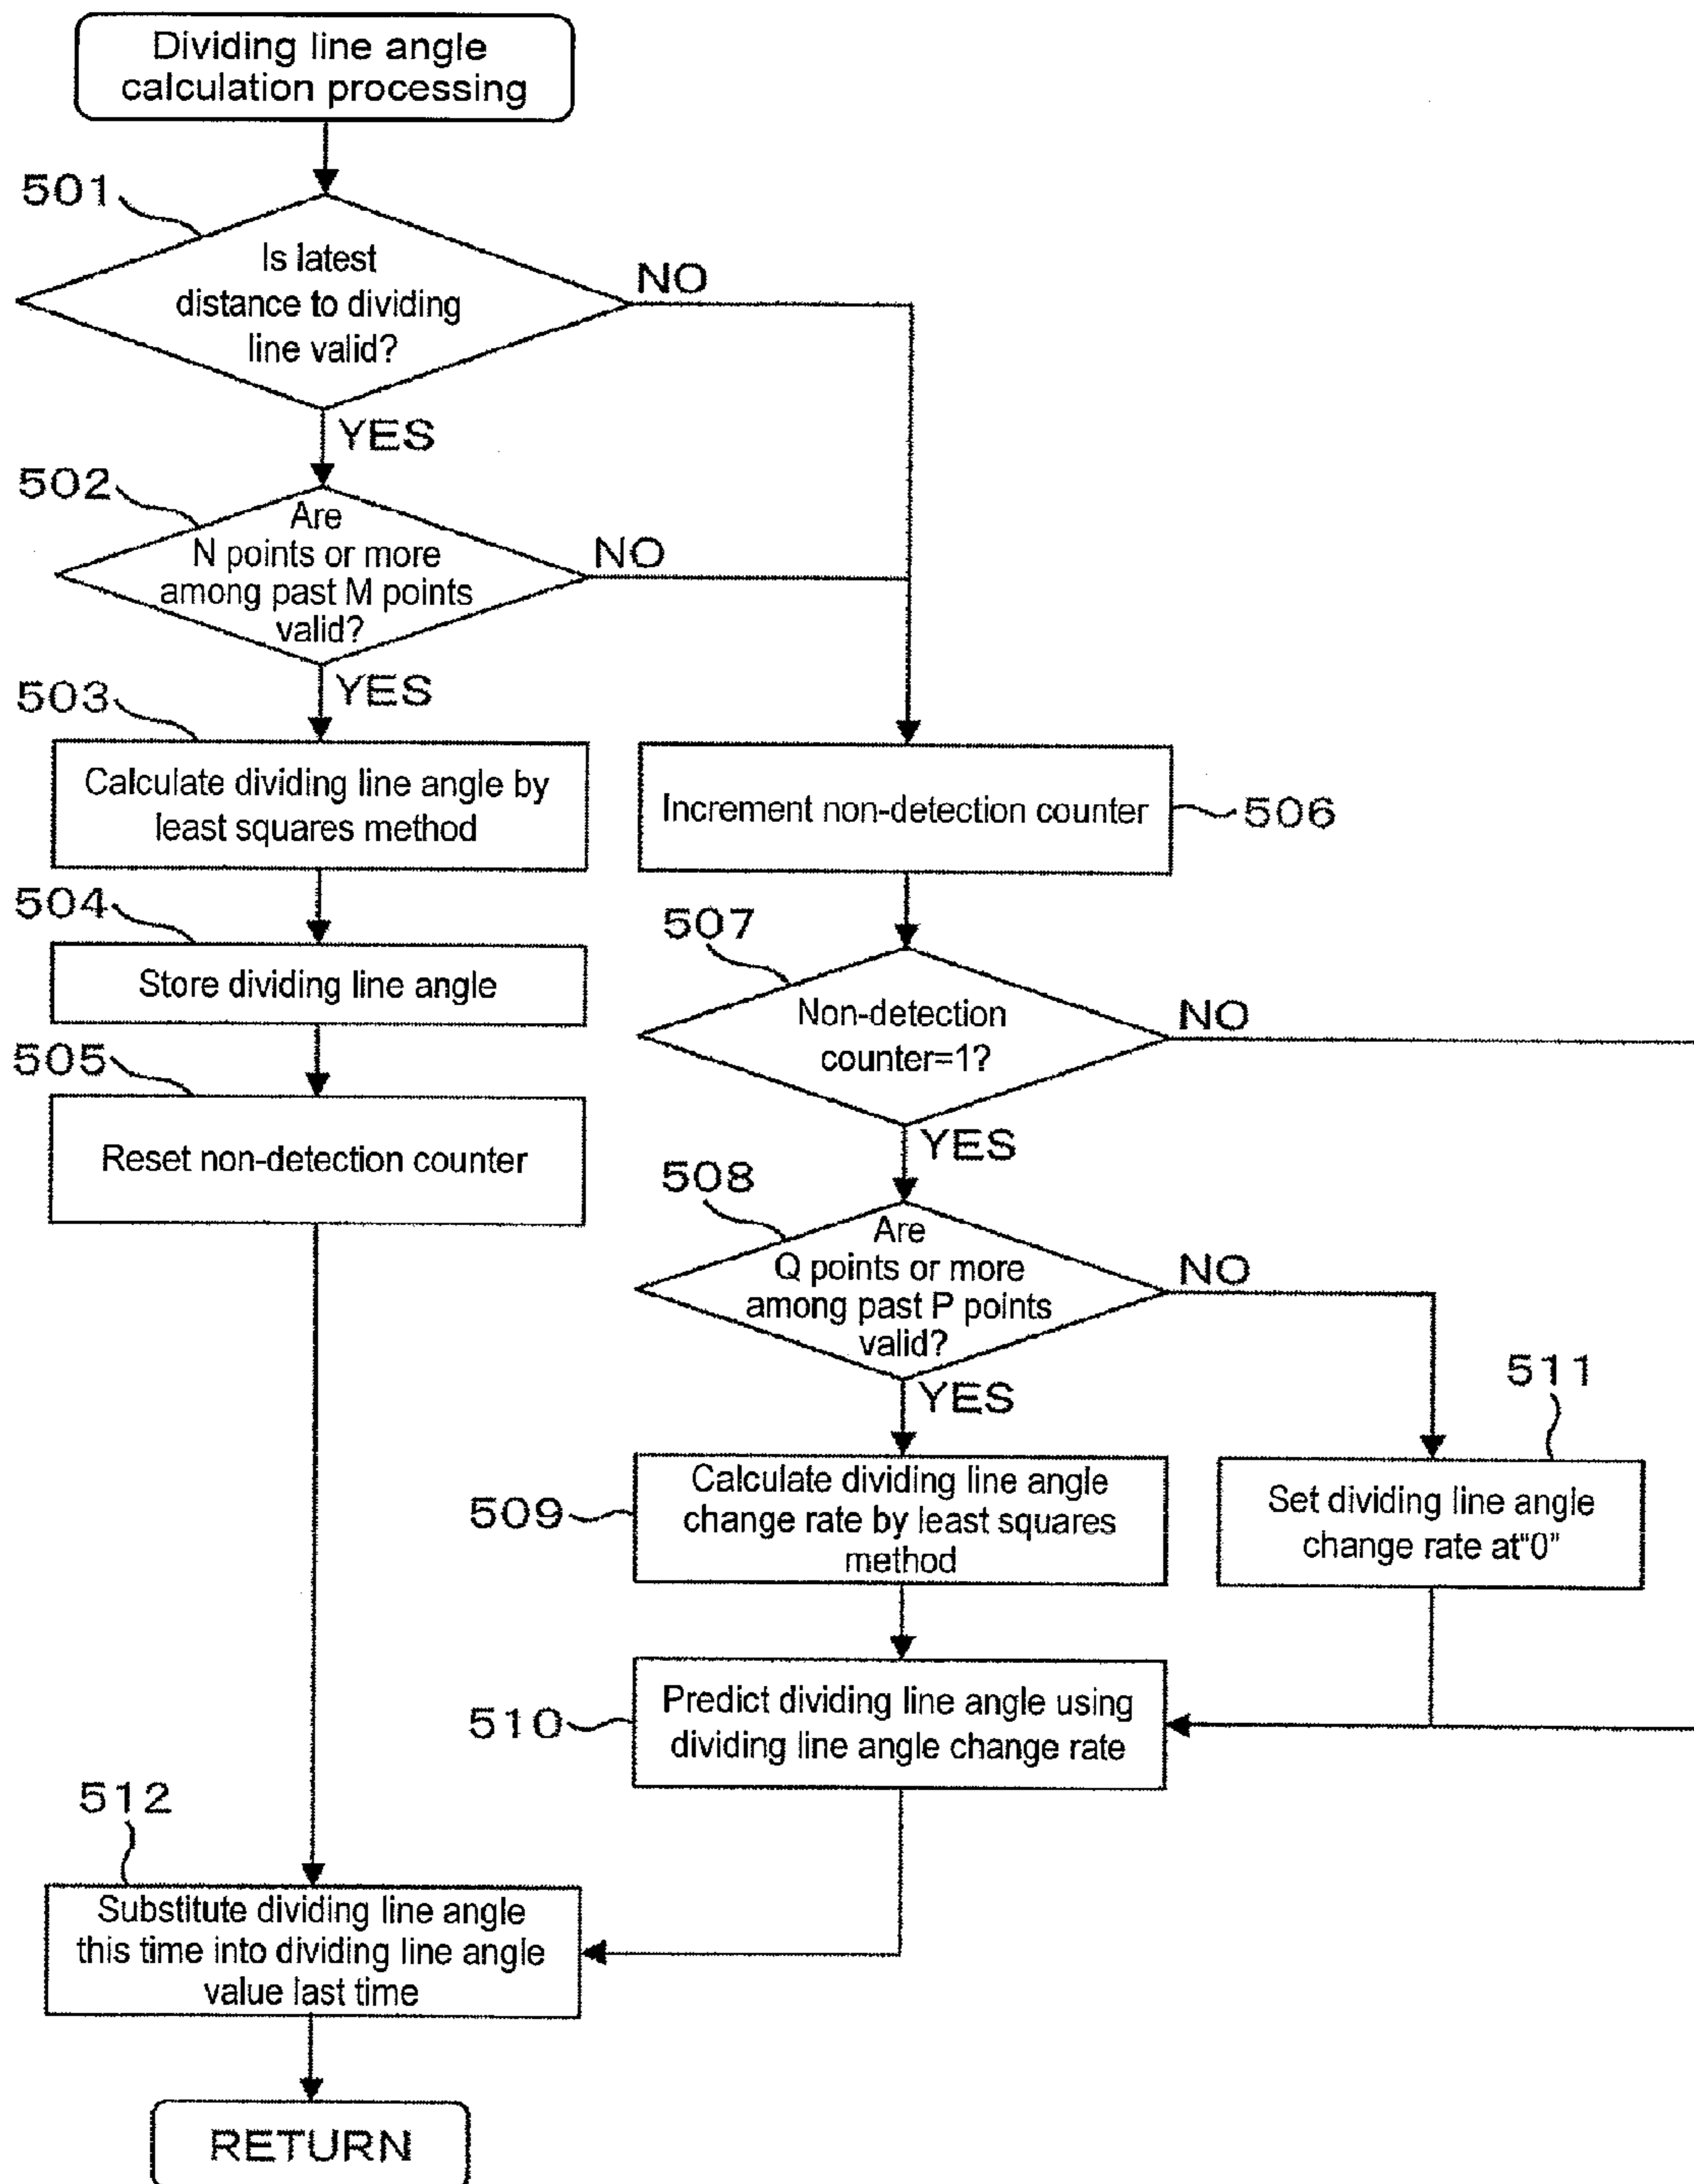 Dividing line angle
calculation processing
501
Is latest
distance to dividing
line valid?
NO
YES
502
Are
N points or more
among past M points
valid?
NO
YES
503
Calculate dividing line angle by
least squares method
504
Store dividing line angle
505
Reset non-detection counter
Increment non-detection counter
506
507
Non-detection
counter=1?
NO
YES
508
Are
Q points or more
among past P points
valid?
NO
YES
509
Calculate dividing line angle
change rate by least squares
method
511
Set dividing line angle
change rate at"0"
510
Predict dividing line angle using
dividing line angle change rate
512
Substitute dividing line angle
this time into dividing line angle
value last time
RETURN